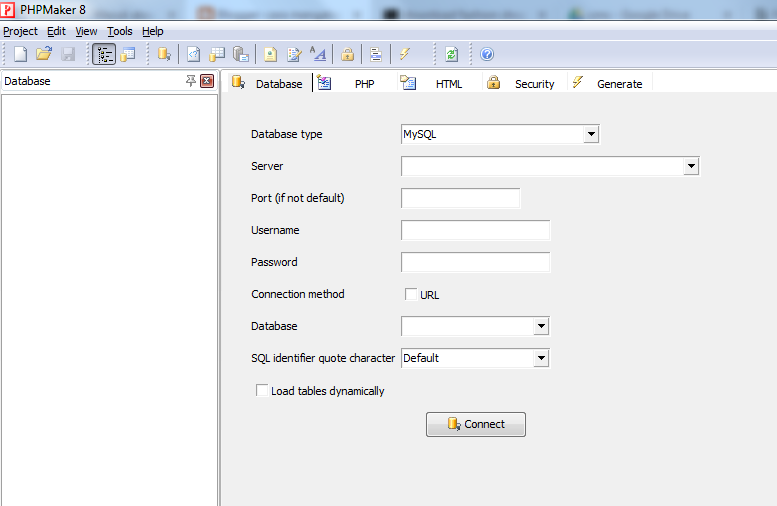 PHPMaker 8
Project Edit View Tools Help
Database
Database PHP HTML Security Generate
Database type MySQL
Server
Port (if not default)
Username
Password
Connection method URL
Database
SQL identifier quote character Default
Load tables dynamically
Connect